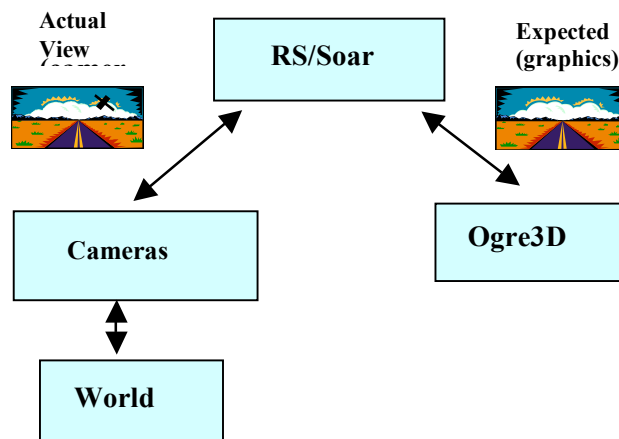 Actual
View
RS/Soar
Expected
(graphics)
Cameras
Ogre3D
World